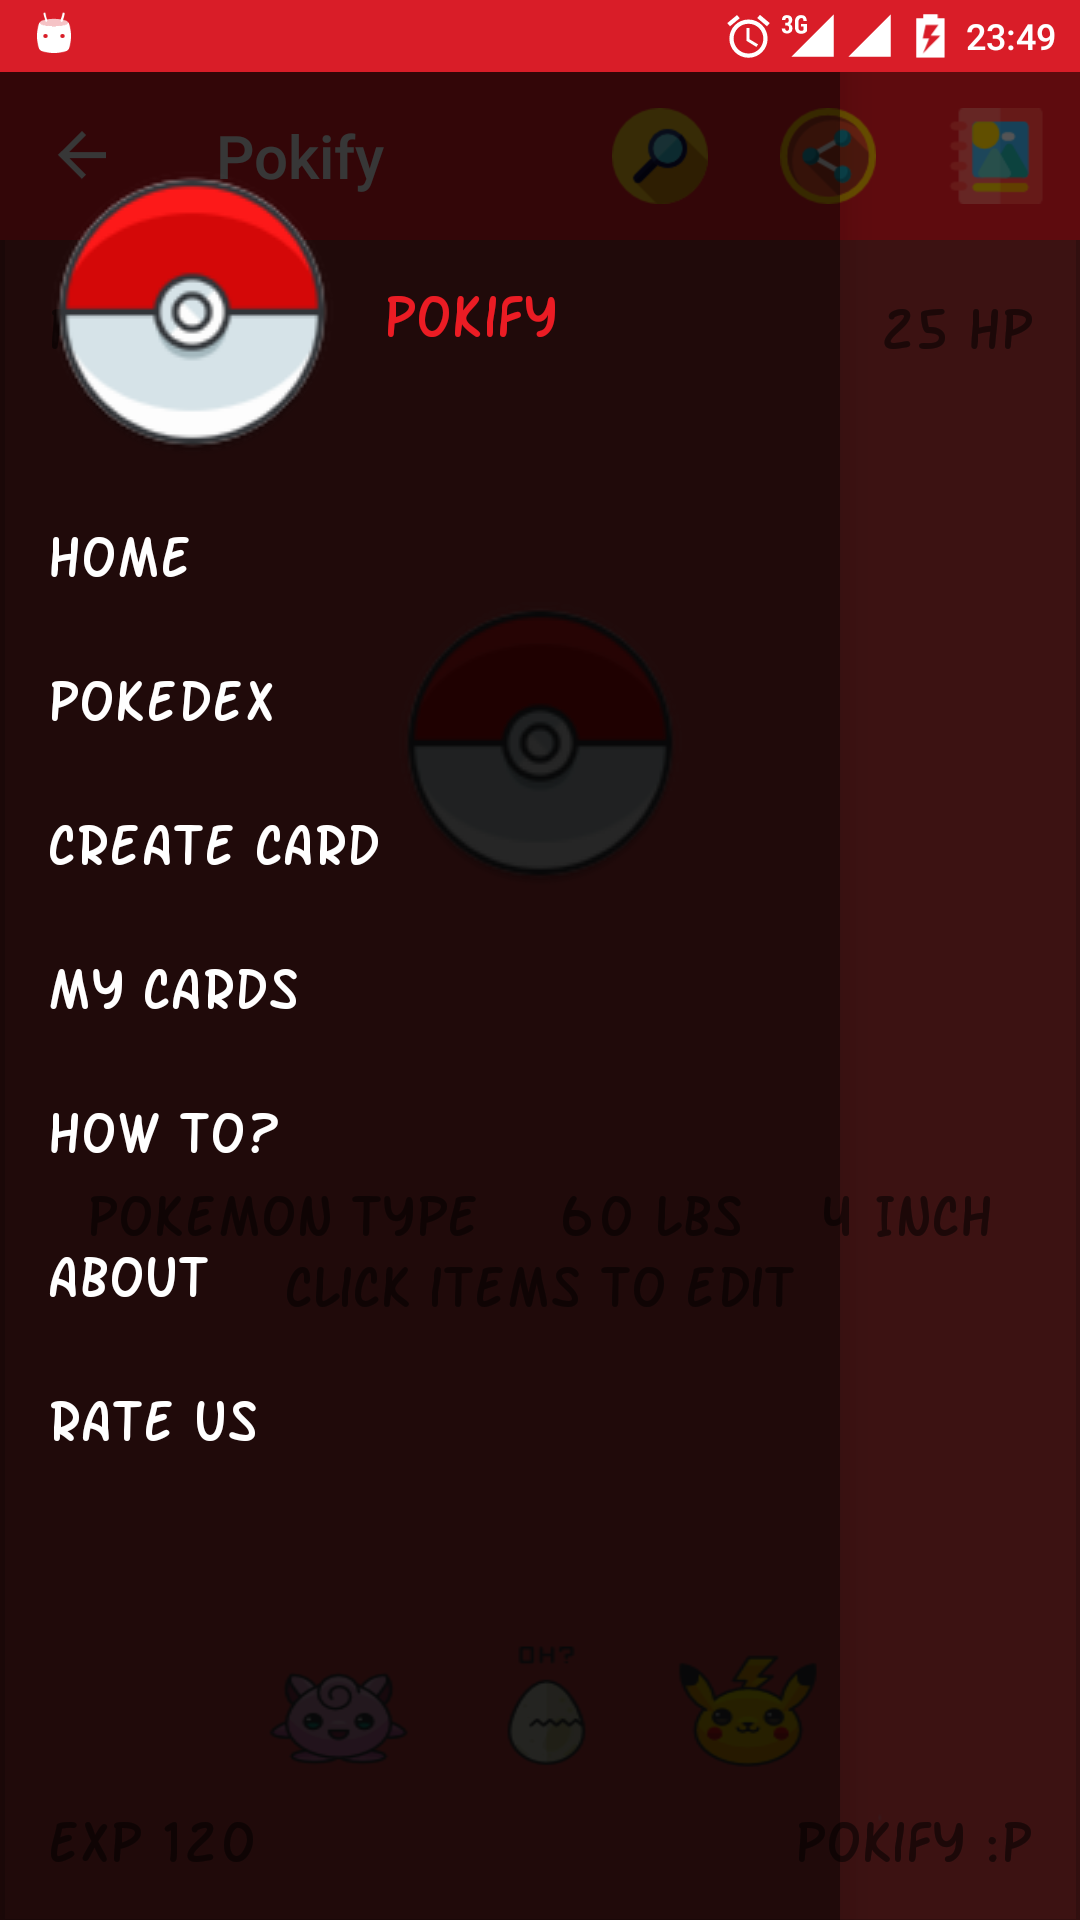 3G 23:49
Pokify
POKIFY
25 HP
HOME
POKEDEX
CREATE CARD
MY CARDS
HOW TO?
POKEMON TYPE 60 LBS 4 INCH
ABOUT
CLICK ITEMS TO EDIT
RATE US
OH?
EXP 120 POKIFY :P